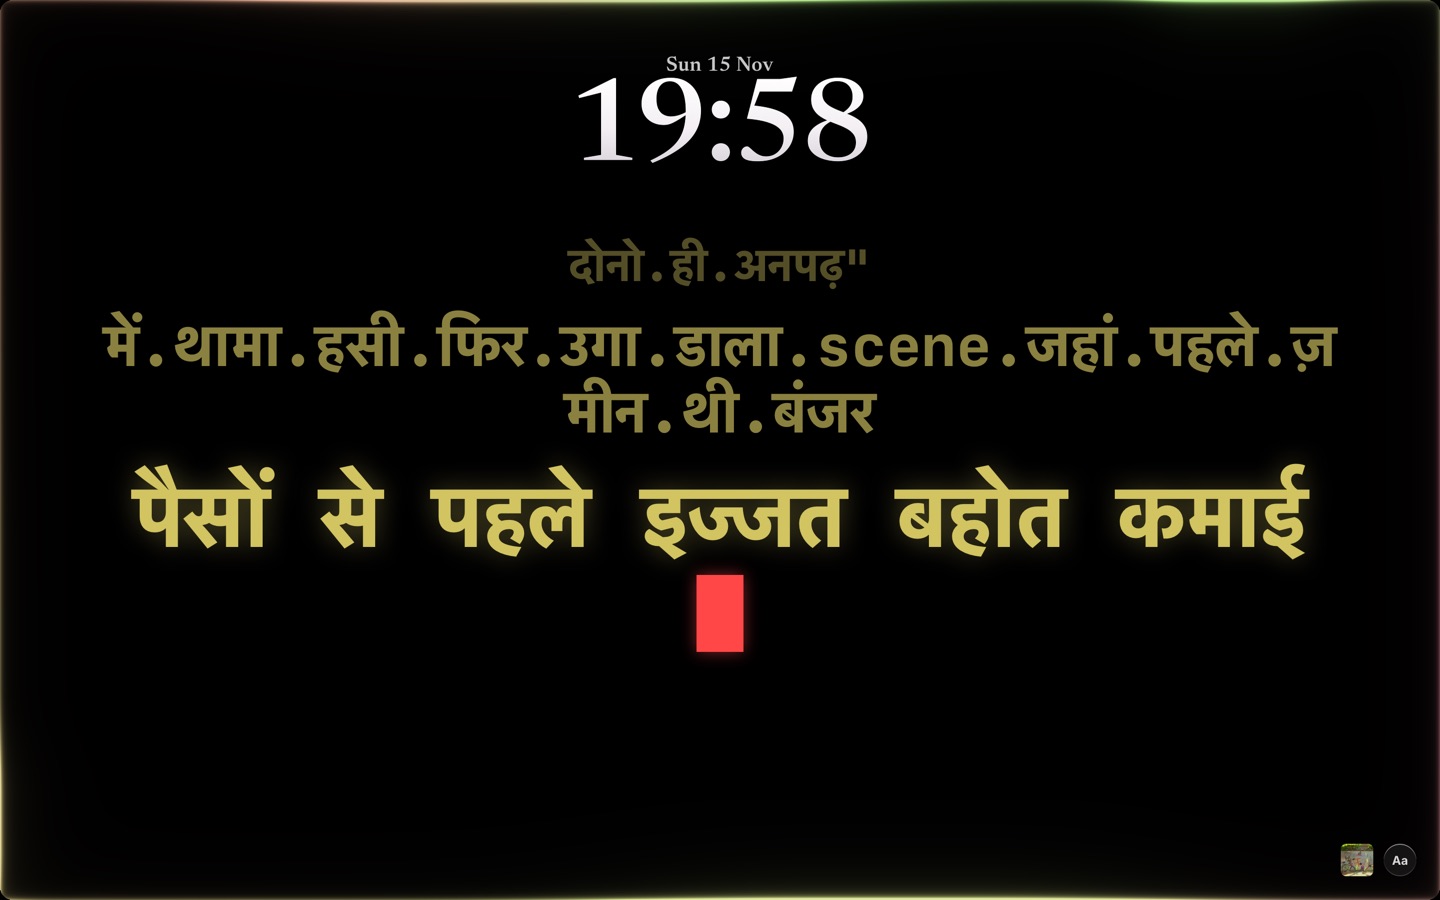 Sun 15 Nov
19:58
दोनो.ही.अनपढ़"
में.थामा.हसी.फिर.उगा.डाला.scene.जहां.पहले.ज़
मीन.थी.बंजर
पैसों से पहले इज्जत बहोत कमाई
Aa